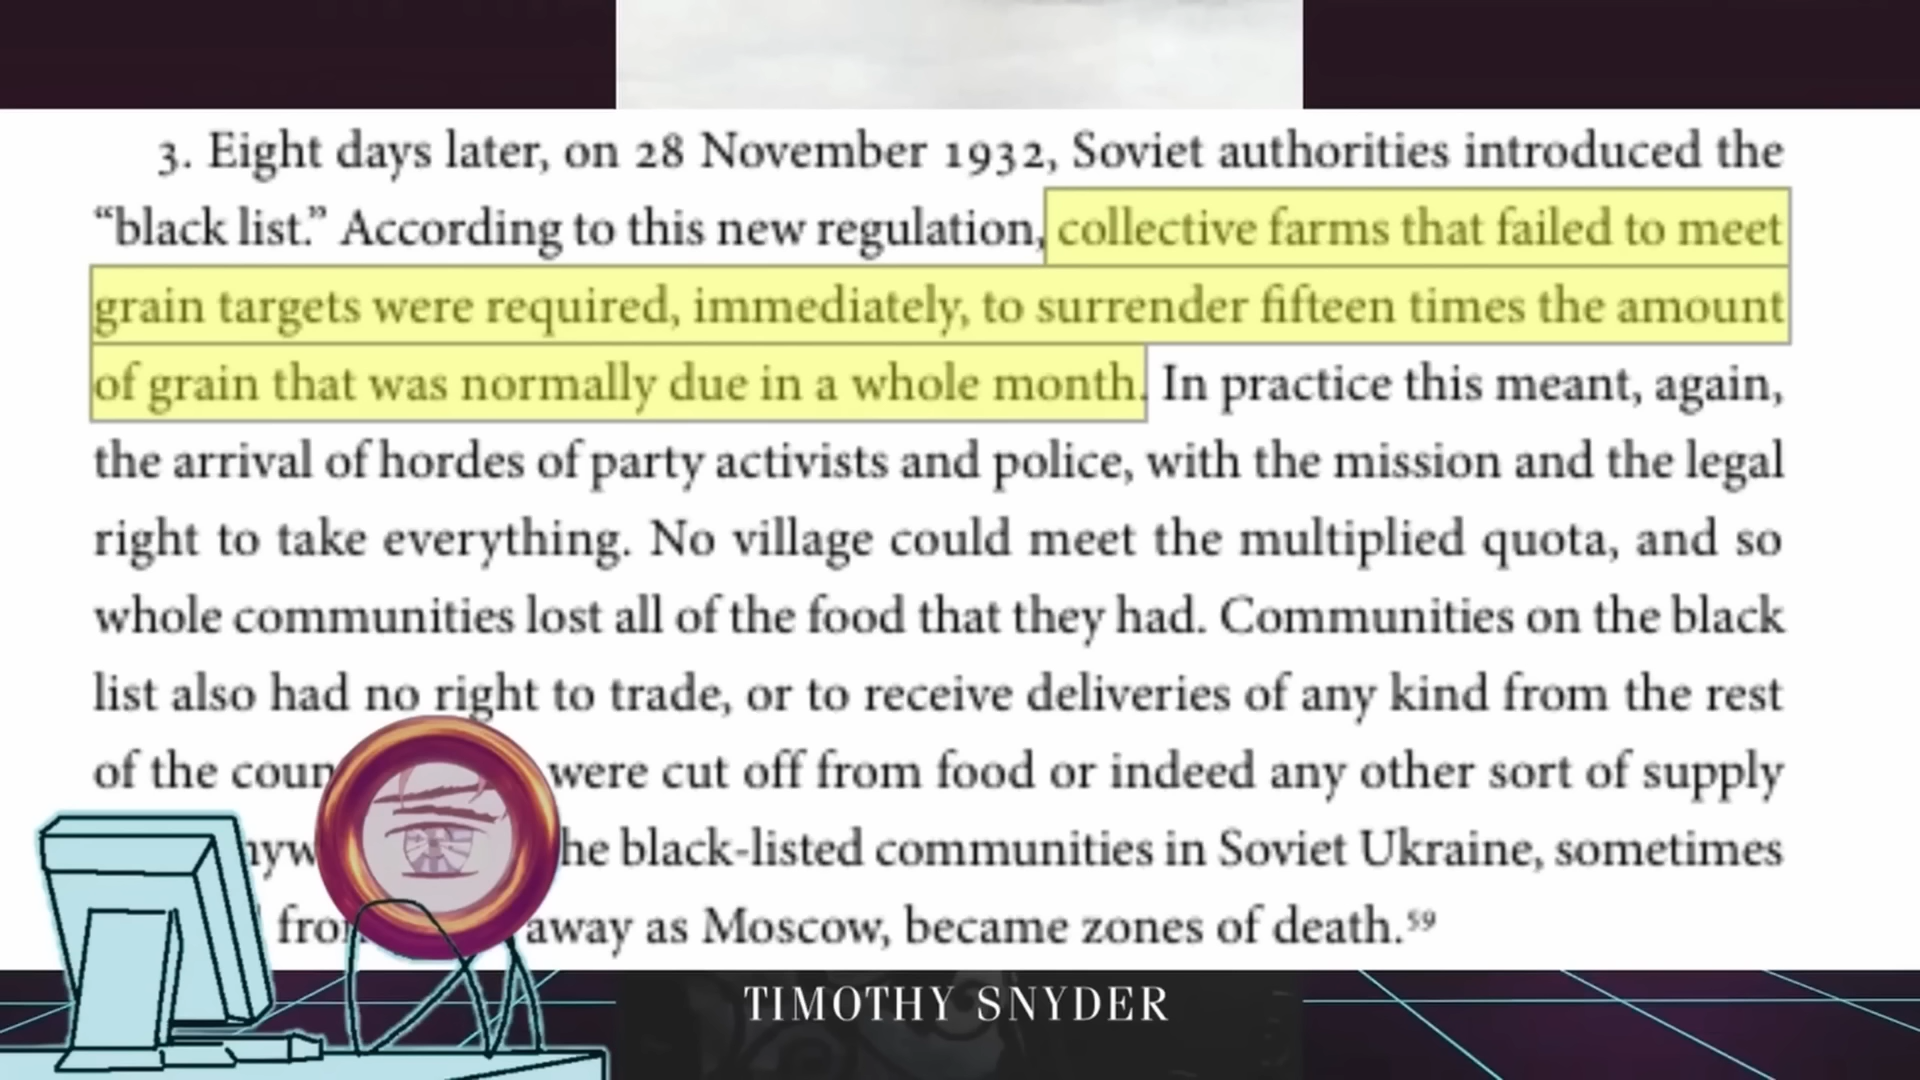 3. Eight days later, on 28 November 1932, Soviet authorities introduced the
“black list.” According to this new regulation, collective farms that failed to meet
grain targets were required, immediately, to surrender fifteen times the amount
of grain that was normally due in a whole month. In practice this meant, again,
the arrival of hordes of party activists and police, with the mission and the legal
right to take everything. No village could meet the multiplied quota, and so
whole communities lost all of the food that they had. Communities on the black
list also had no right to trade, or to receive deliveries of any kind from the rest
of the were cut off from food or indeed any other sort of supply
black-listed communities in Soviet Ukraine, sometimes
away as Moscow, became zones of death.⁵⁹
TIMOTHY SNYDER